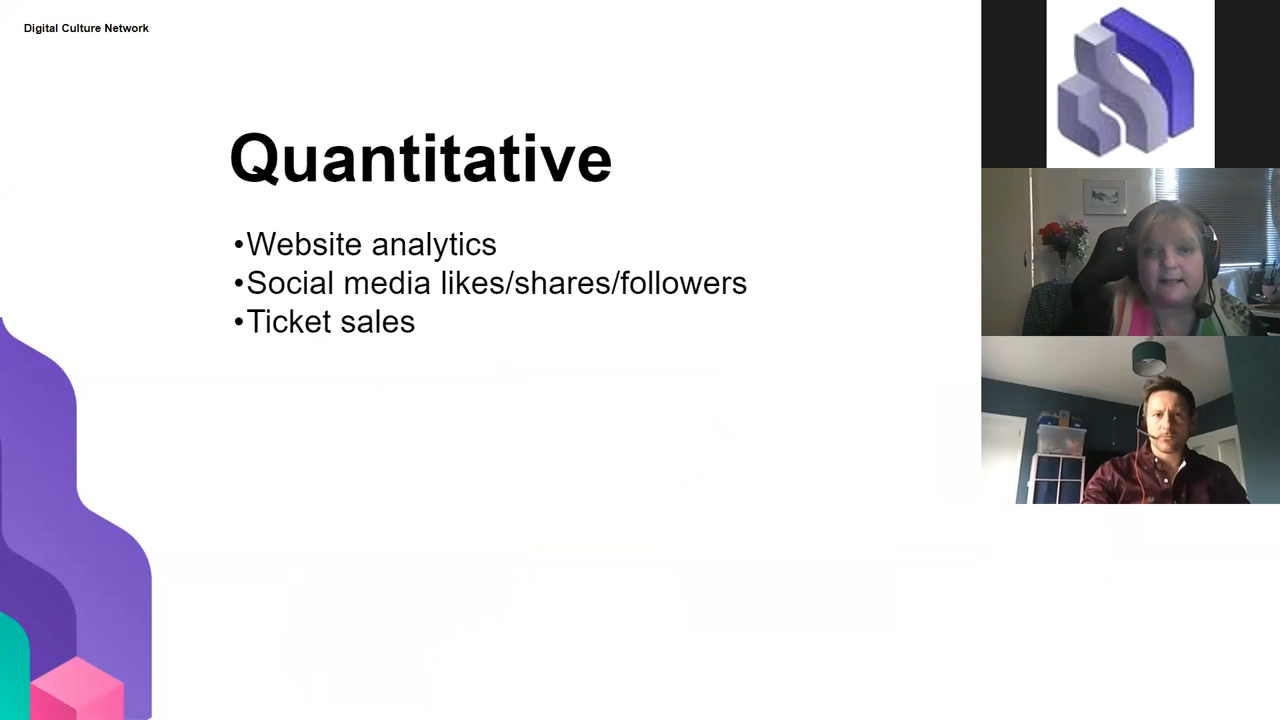 Digital Culture Network
Quantitative
•Website analytics
•Social media likes/shares/followers
•Ticket sales